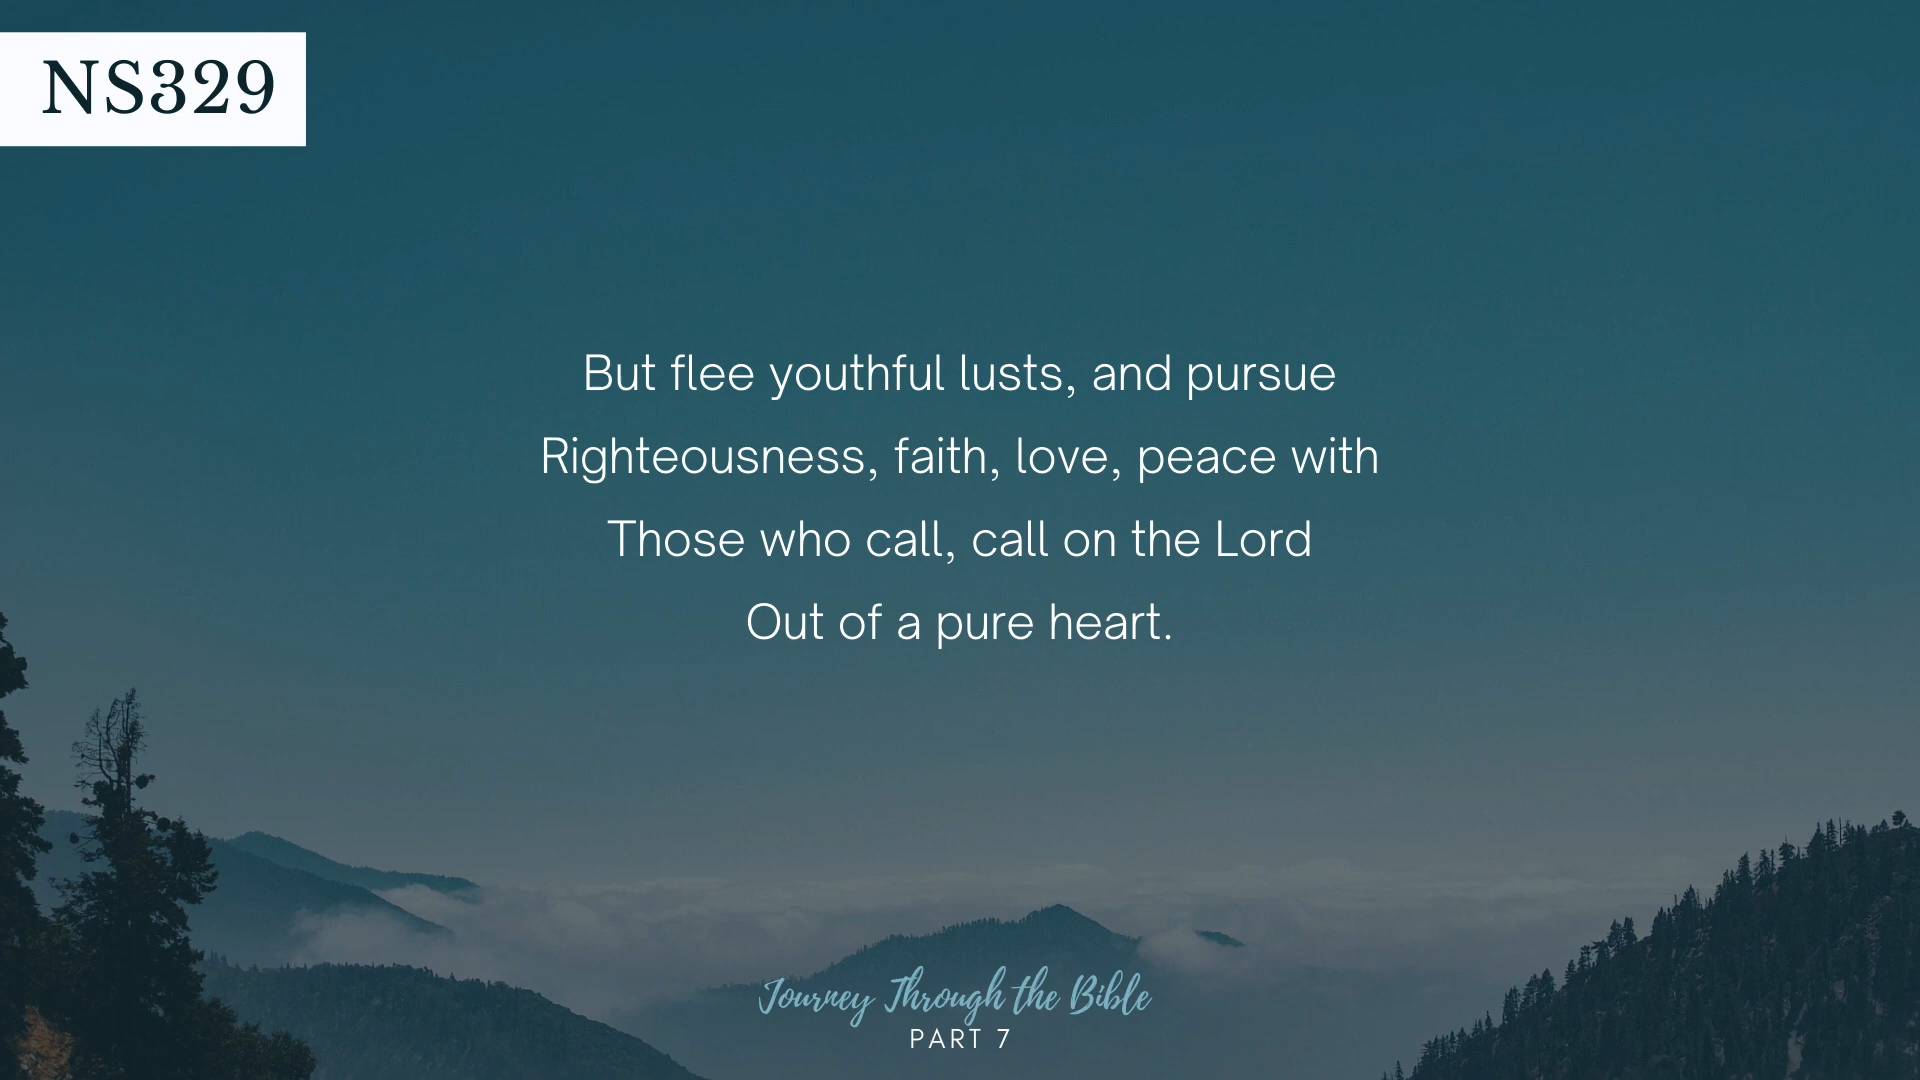 NS329
But flee youthful lusts, and pursue
Righteousness, faith, love, peace with
Those who call, call on the Lord
Out of a pure heart.
Journey Through the Bible
PART 7